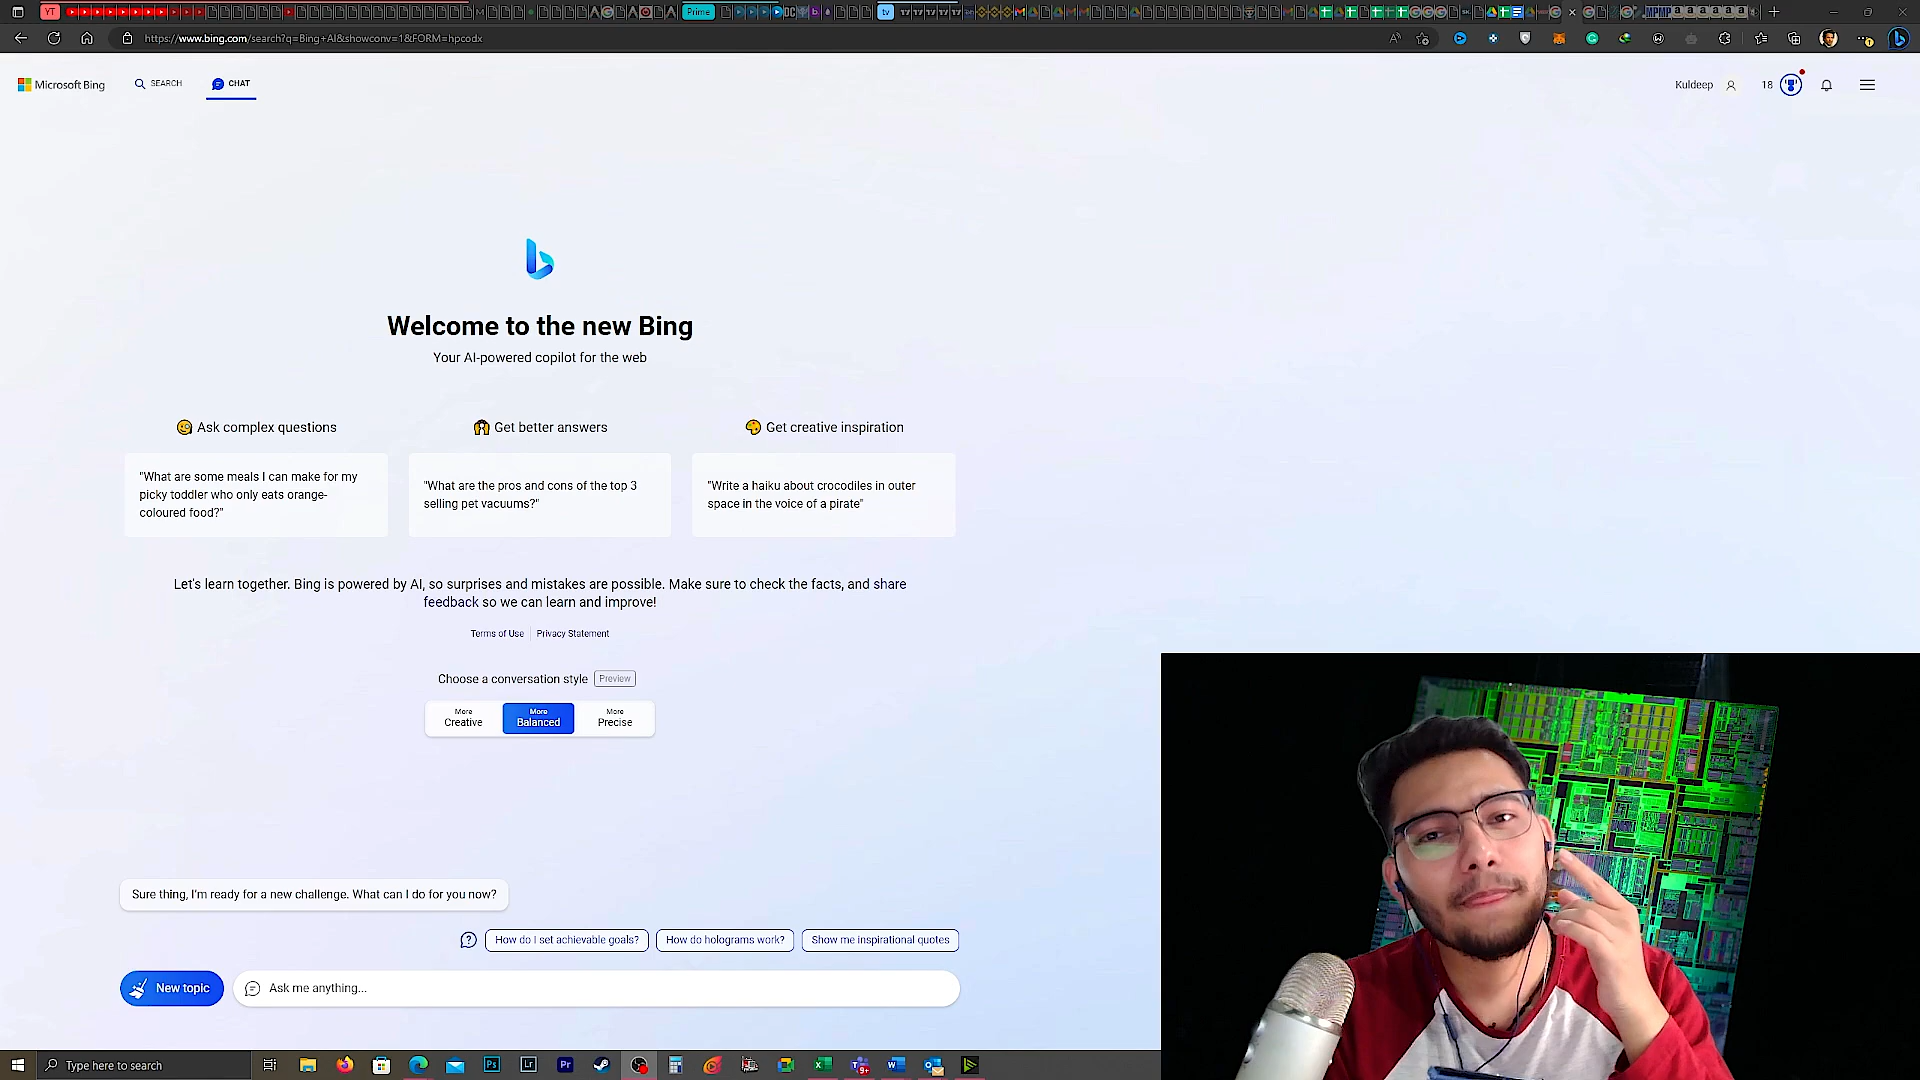 YT
Prime
tv
https://www.bing.com/search?q=Bing+AI&showconv=1&FORM=hpcodx
Microsoft Bing
SEARCH
CHAT
Kuldeep
18
Welcome to the new Bing
Your AI-powered copilot for the web
Ask complex questions
Get better answers
Get creative inspiration
"What are some meals I can make for my
picky toddler who only eats orange-
coloured food?"
"What are the pros and cons of the top 3
selling pet vacuums?"
"Write a haiku about crocodiles in outer
space in the voice of a pirate"
Let's learn together. Bing is powered by AI, so surprises and mistakes are possible. Make sure to check the facts, and share
feedback so we can learn and improve!
Terms of Use
Privacy Statement
Choose a conversation style
Preview
More
Creative
More
Balanced
More
Precise
Sure thing, I'm ready for a new challenge. What can I do for you now?
How do I set achievable goals?
How do holograms work?
Show me inspirational quotes
New topic
Ask me anything...
Type here to search
Ps
Lr
Pr
9+